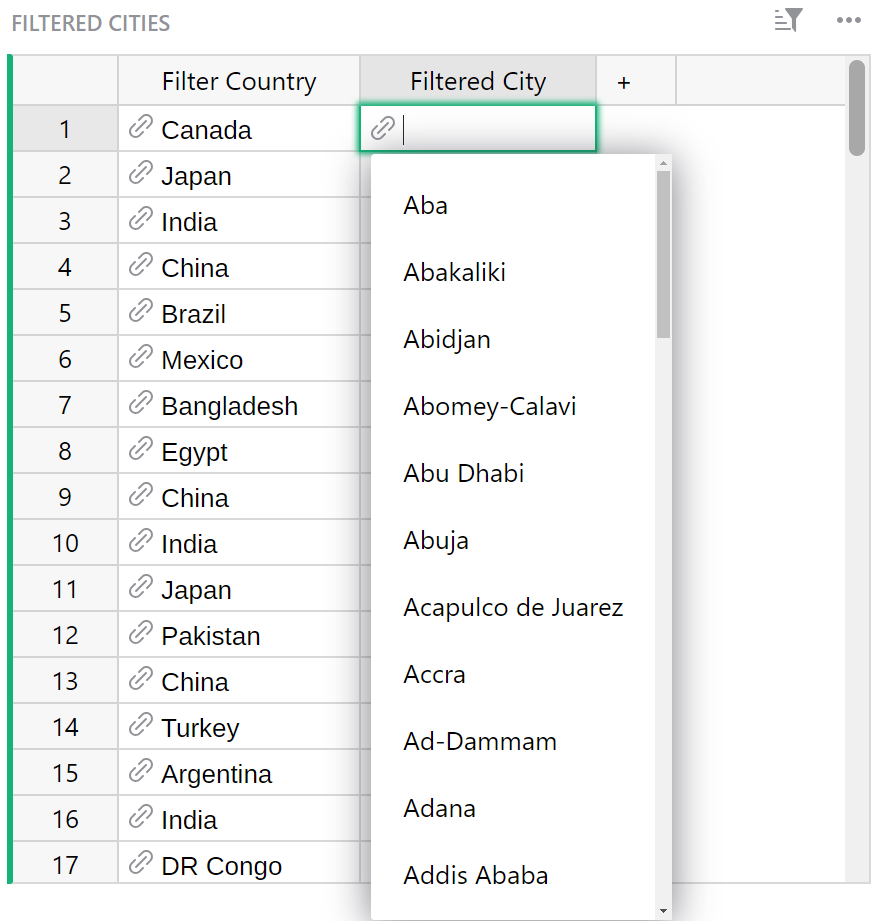 FILTERED CITIES
Filter Country Filtered City +
1 Canada
2 Japan
3 India
4 China
5 Brazil
6 Mexico
7 Bangladesh
8 Egypt
9 China
10 India
11 Japan
12 Pakistan
13 China
14 Turkey
15 Argentina
16 India
17 DR Congo
Aba
Abakaliki
Abidjan
Abomey-Calavi
Abu Dhabi
Abuja
Acapulco de Juarez
Accra
Ad-Dammam
Adana
Addis Ababa